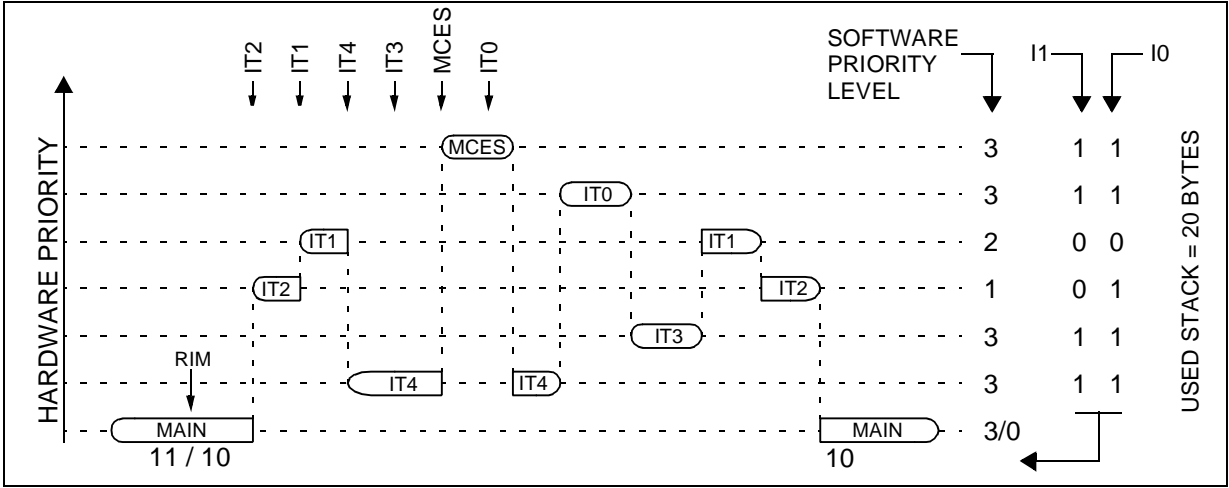 IT2
IT1
IT4
IT3
MCES
IT0
SOFTWARE
PRIORITY
LEVEL
I1
I0
HARDWARE PRIORITY
MCES
3
1 1
IT0
3
1 1
IT1
IT1
2
0 0
IT2
IT2
1
0 1
IT3
3
1 1
RIM
IT4
IT4
3
1 1
MAIN
MAIN
3/0
11 / 10
10
USED STACK = 20 BYTES